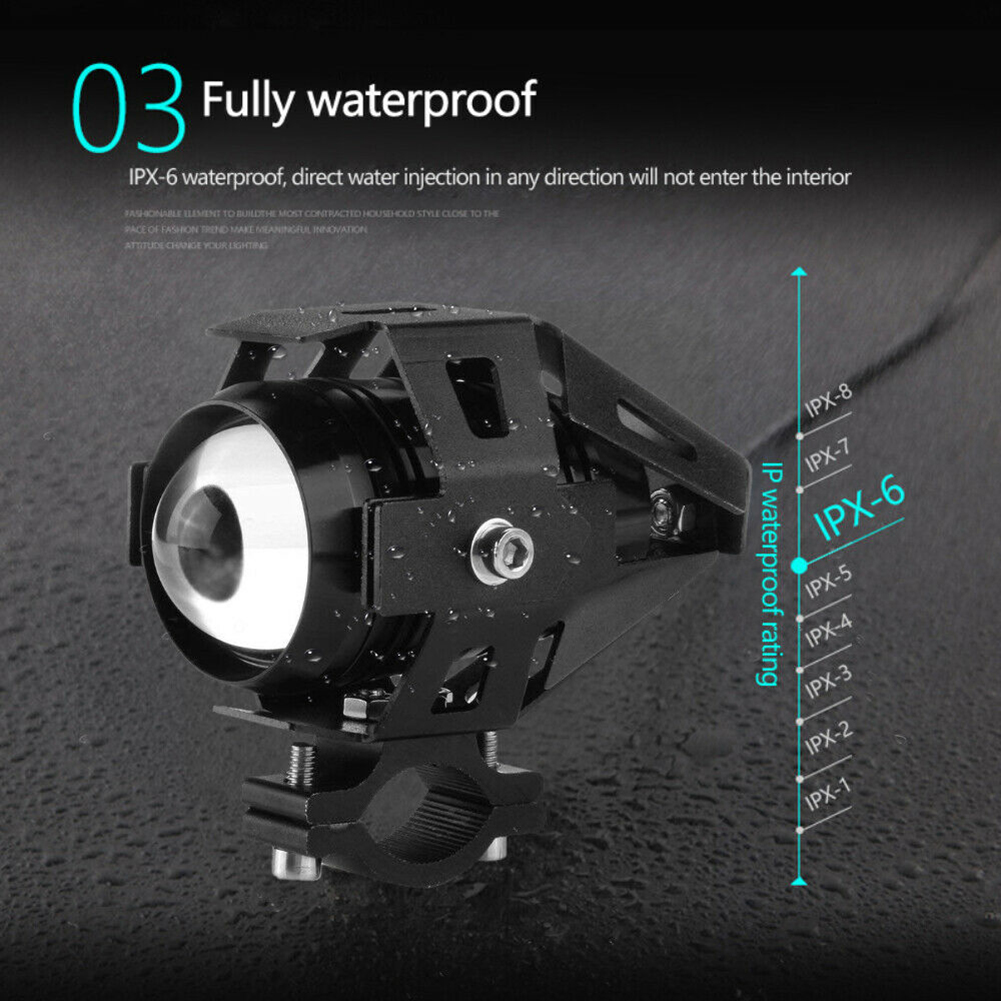 03 Fully waterproof
IPX-6 waterproof, direct water injection in any direction will not enter the interior
FASHIONABLE ELEMENT TO BUILDTHE MOST CONTRACTED HOUSEHOLD STYLE CLOSE TO THE
PACE OF FASHION TREND MAKE MEANINGFUL INNOVATION
ATTITUDE CHANGE YOUR LIGHTING
IPX-8
IPX-7
IPX-6
IPX-5
IPX-4
IPX-3
IPX-2
IPX-1
IP waterproof rating